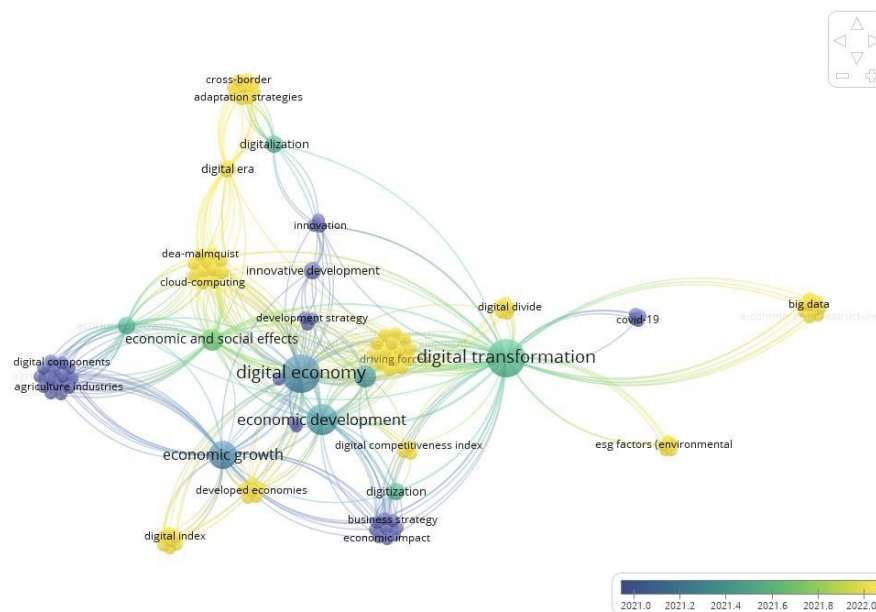 cross-border
adaptation strategies
digitalization
digital era
innovation
dea-malmquist
innovative development
cloud-computing
big data
digital divide
development strategy
covid-19
e-comme
frastructure
economic and social effects
driving forces
digital transformation
digital components
digital economy
agriculture industries
economic development
digital competitiveness index
esg factors (environmental
economic growth
developed economies
digitization
business strategy
digital index
economic impact
2021.0 2021.2 2021.4 2021.6 2021.8 2022.0